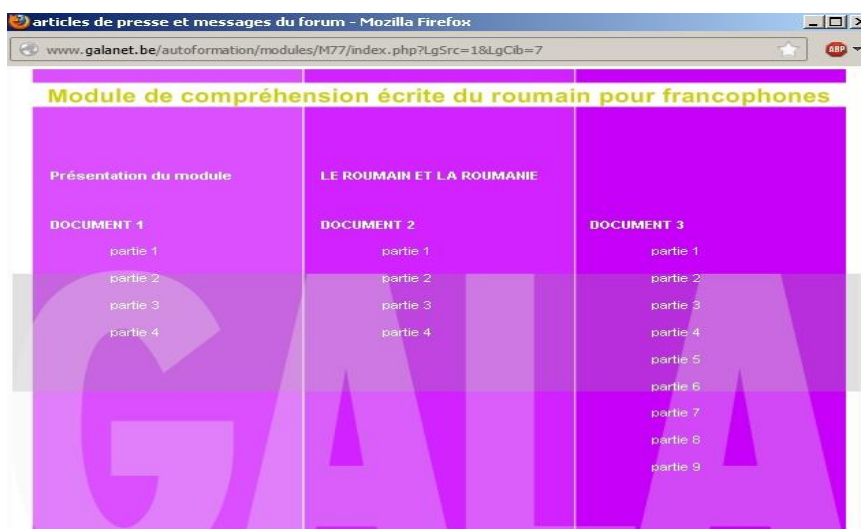 articles de presse et messages du forum - Mozilla Firefox
www.galanet.be/autoformation/modules/M77/index.php?LgSrc=1&LgCib=7
ABP
Module de compréhension écrite du roumain pour francophones
Présentation du module
LE ROUMAIN ET LA ROUMANIE
DOCUMENT 1
partie 1
partie 2
partie 3
partie 4
DOCUMENT 2
partie 1
partie 2
partie 3
partie 4
DOCUMENT 3
partie 1
partie 2
partie 3
partie 4
partie 5
partie 6
partie 7
partie 8
partie 9
GALA